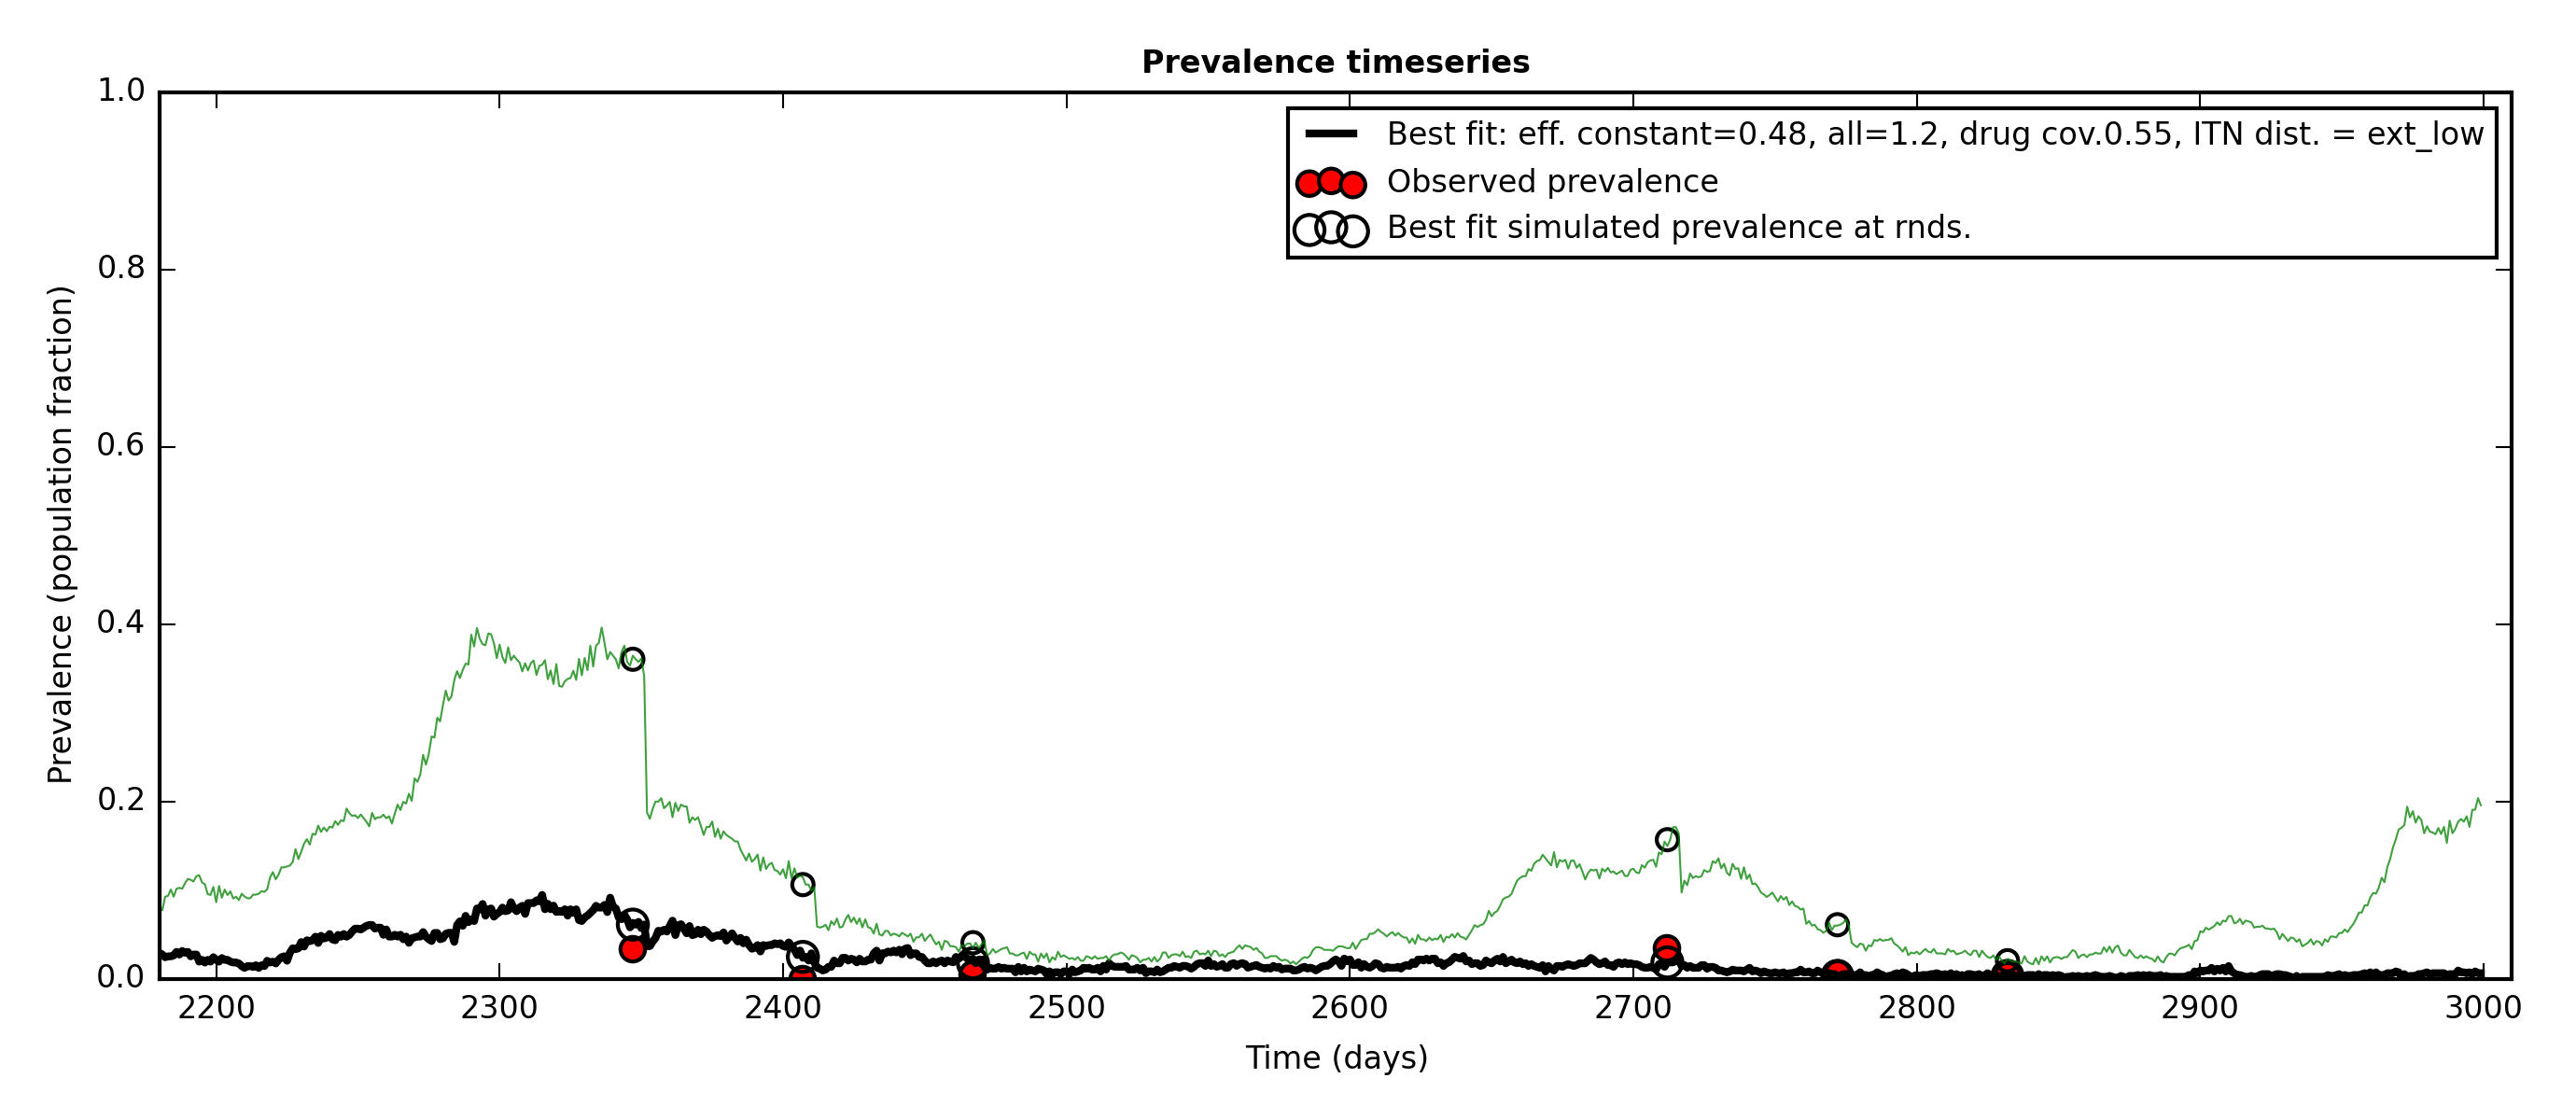 Prevalence timeseries
1.0
0.8
0.6
0.4
0.2
0.0
Prevalence (population fraction)
Best fit: eff. constant=0.48, all=1.2, drug cov.0.55, ITN dist. = ext_low
Observed prevalence
Best fit simulated prevalence at rnds.
2200 2300 2400 2500 2600 2700 2800 2900 3000
Time (days)